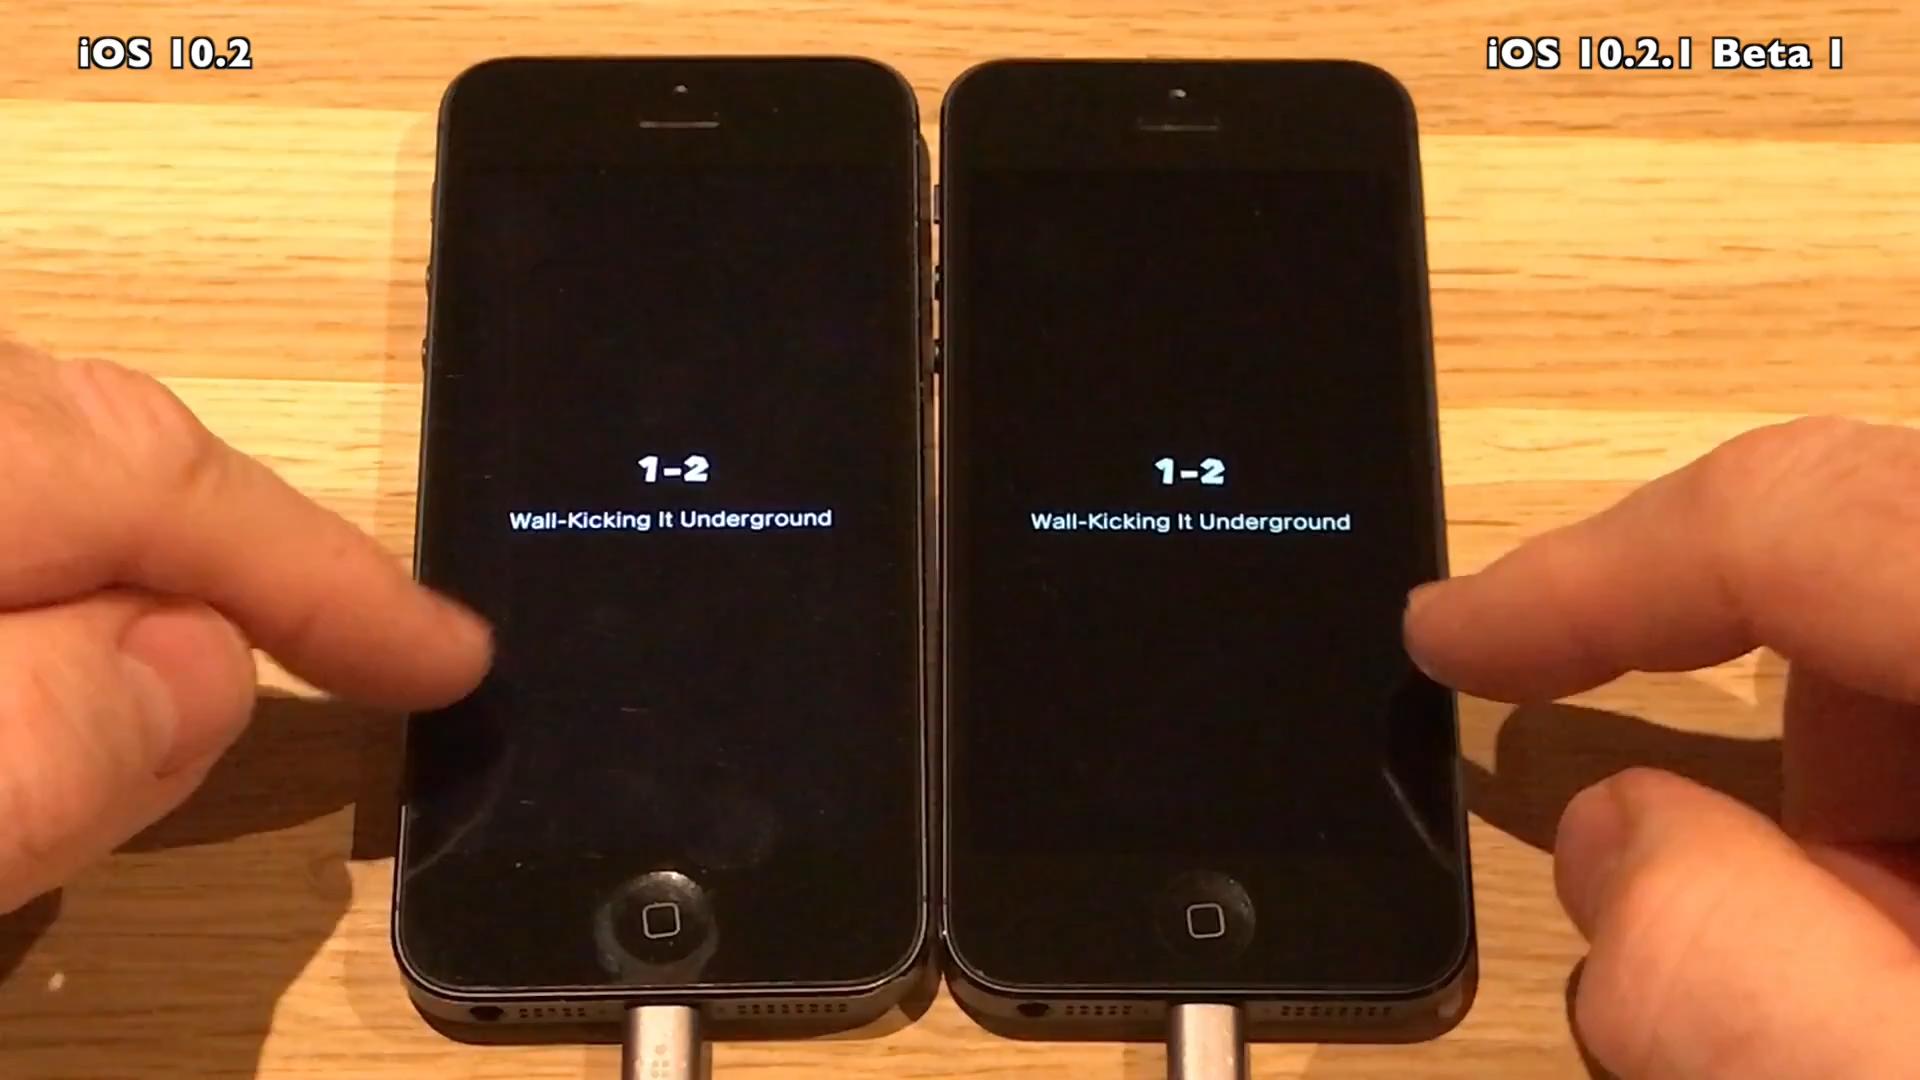 iOS 10.2
iOS 10.2.1 Beta 1
1-2
Wall-Kicking It Underground
1-2
Wall-Kicking It Underground